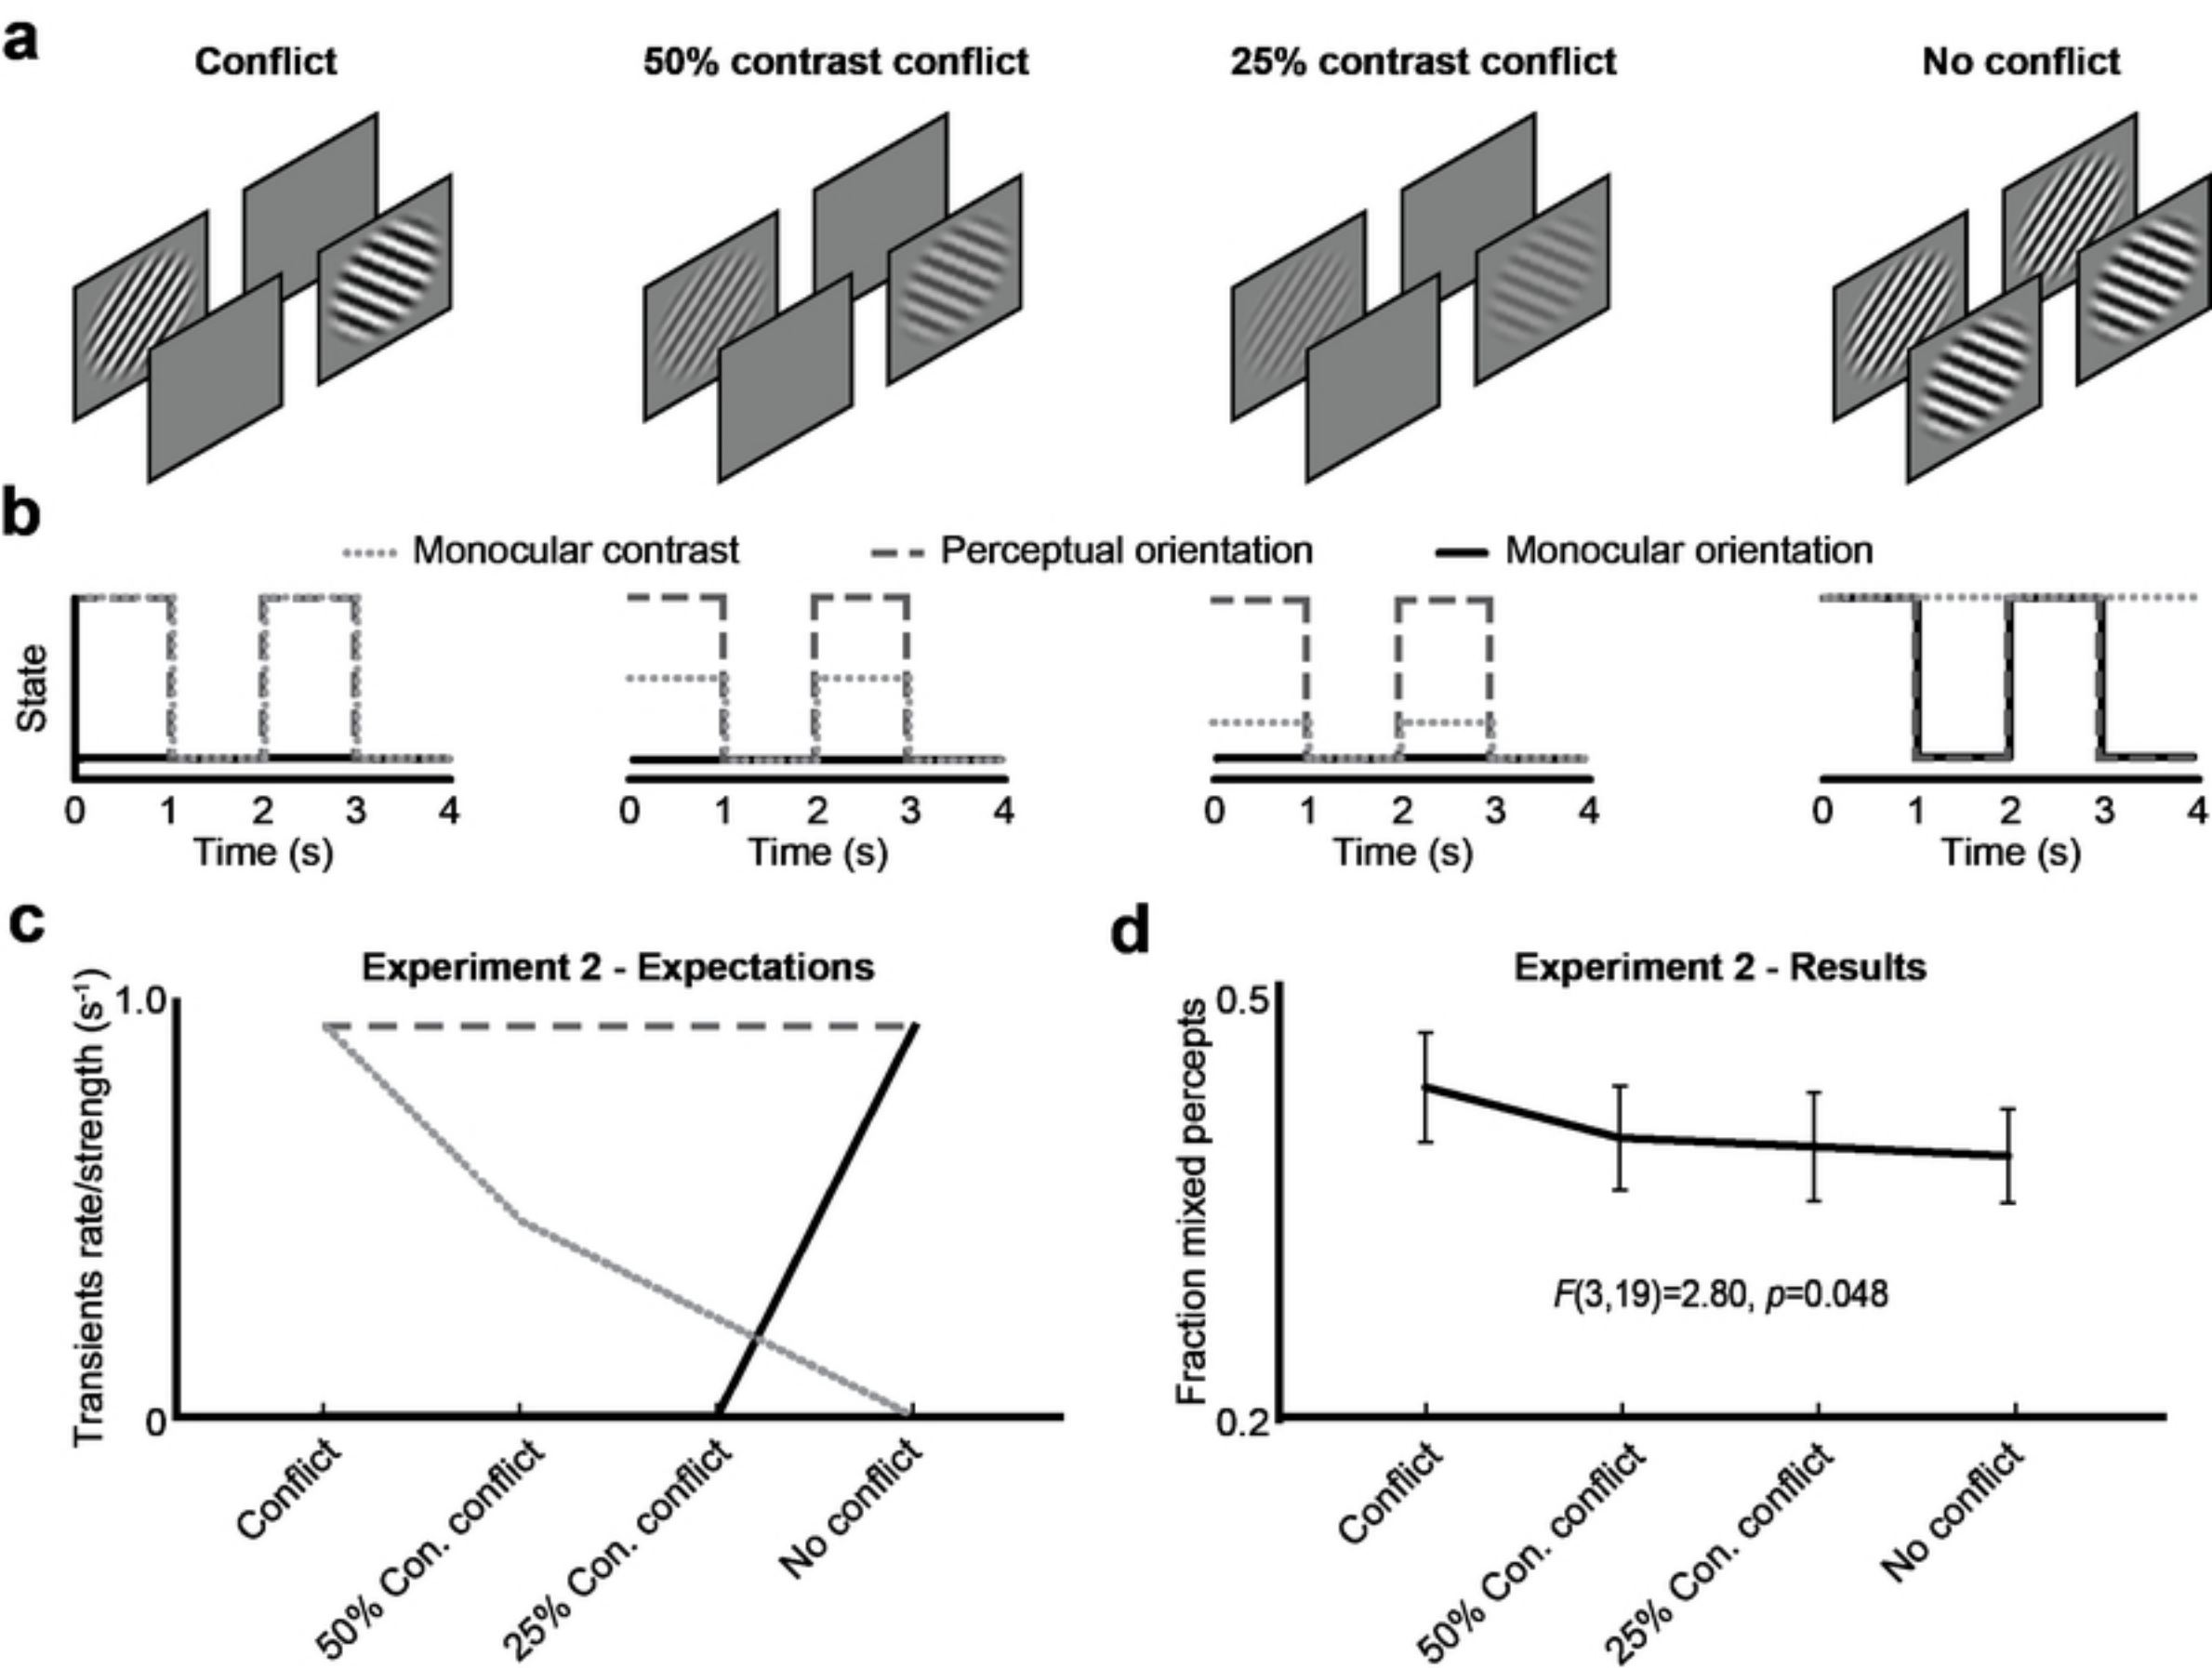 a
Conflict 50% contrast conflict 25% contrast conflict No conflict
b
Monocular contrast Perceptual orientation Monocular orientation
State
0 1 2 3 4 0 1 2 3 4 0 1 2 3 4 0 1 2 3 4
Time (s) Time (s) Time (s) Time (s)
c
Experiment 2 - Expectations
Transients rate/strength (s⁻¹)
1.0
0
Conflict
50% Con. conflict
25% Con. conflict
No conflict
d
Experiment 2 - Results
Fraction mixed percepts
0.5
F(3,19)=2.80, p=0.048
0.2
Conflict
50% Con. conflict
25% Con. conflict
No conflict